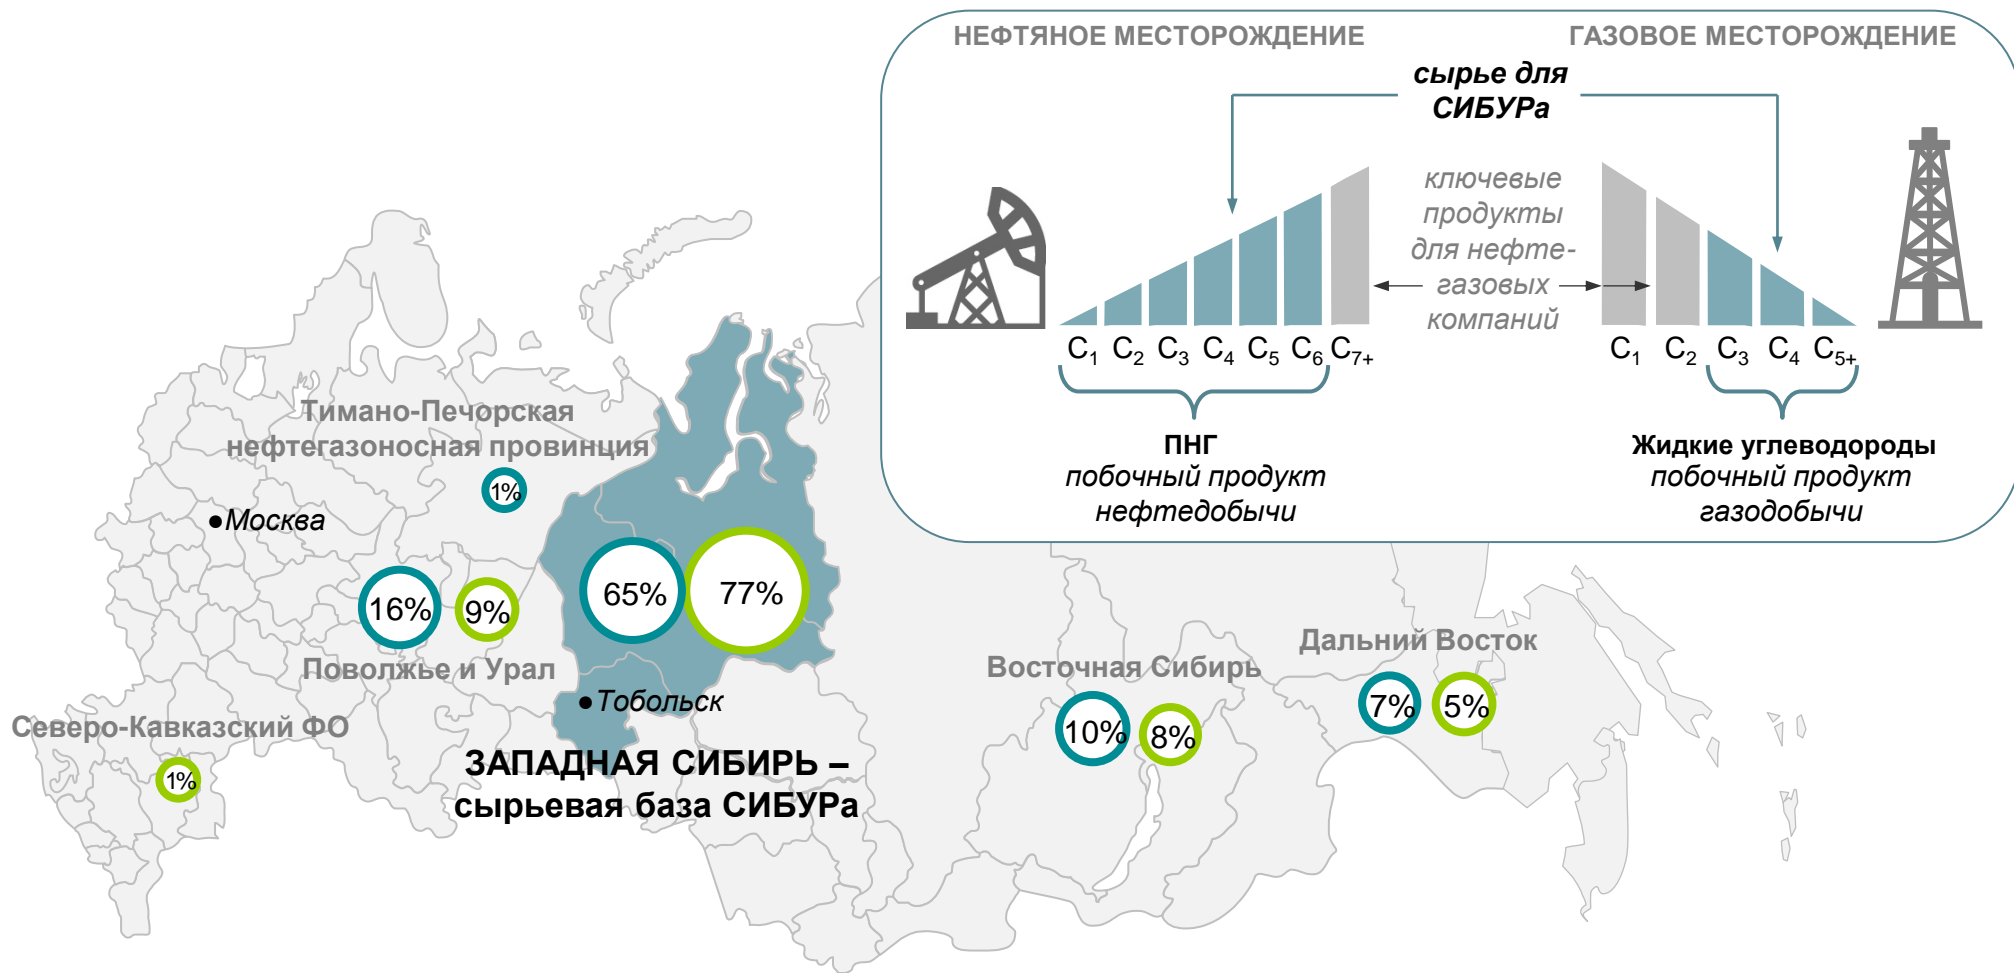 НЕФТЯНОЕ МЕСТОРОЖДЕНИЕ
ГАЗОВОЕ МЕСТОРОЖДЕНИЕ
сырье для
СИБУРа
ключевые
продукты
для нефте-
газовых
компаний
C₁ C₂ C₃ C₄ C₅ C₆ C₇₊
C₁ C₂ C₃ C₄ C₅₊
ПНГ
побочный продукт
нефтедобычи
Жидкие углеводороды
побочный продукт
газодобычи
Тимано-Печорская
нефтегазоносная провинция
1%
●Москва
16%
9%
Поволжье и Урал
65%
77%
●Тобольск
Северо-Кавказский ФО
1%
ЗАПАДНАЯ СИБИРЬ –
сырьевая база СИБУРа
Восточная Сибирь
10%
8%
Дальний Восток
7%
5%